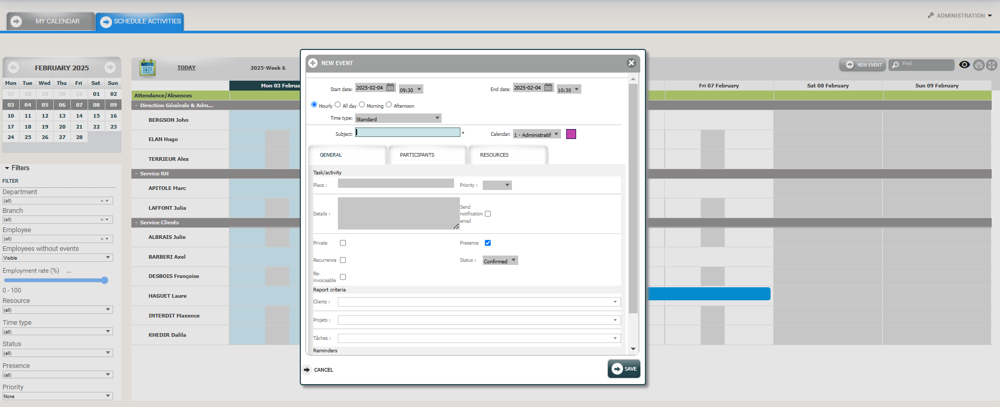 MY CALENDAR
SCHEDULE ACTIVITIES
ADMINISTRATION
FEBRUARY 2025
Mon Tue Wed Thu Fri Sat Sun
27 28 29 30 31 01 02
03 04 05 06 07 08 09
10 11 12 13 14 15 16
17 18 19 20 21 22 23
24 25 26 27 28
Filters
FILTER
Department
(all)
Branch
(all)
Employee
(all)
Employees without events
Visible
Employment rate (%) ...
0 - 100
Resource
(all)
Time type
(all)
Status
(all)
Presence
(all)
Priority
None
TODAY
2025-Week 6
NEW EVENT
Find
Mon 03 Februa
Fri 07 February
Sat 08 February
Sun 09 February
Attendance/Absences
- Direction Générale & Adm...
BERGSON John
ELAN Hugo
TERRIEUR Alex
- Service RH
APITOLE Marc
LAFFONT Julia
- Service Clients
ALBRAIS Julie
BARBERI Axel
DESBOIS Françoise
HAGUET Laure
INTERDIT Maxence
KHEDIR Dalila
NEW EVENT
Start date: 2025-02-04 09:30
End date: 2025-02-04 10:30
Hourly All day Morning Afternoon
Time type: Standard
Subject: *
Calendar: 1 - Administratif
GENERAL
PARTICIPANTS
RESOURCES
Task/activity
Place :
Priority :
Details :
Send
notification
email
Private
Presence
Recurrence
Status : Confirmed
Re-
invoiceable
Report criteria
Clients :
Projets :
Tâches :
Reminders
CANCEL
SAVE